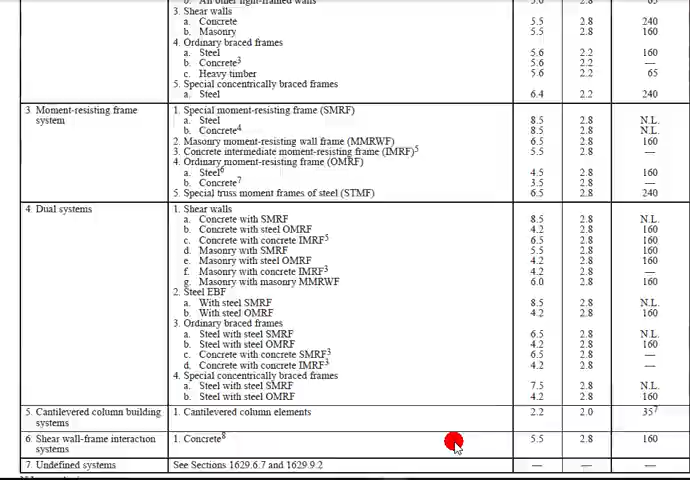 b. All other light-framed walls 5.0 2.8 65
3. Shear walls
a. Concrete 5.5 2.8 240
b. Masonry 5.5 2.8 160
4. Ordinary braced frames
a. Steel 5.6 2.2 160
b. Concrete3 5.6 2.2 —
c. Heavy timber 5.6 2.2 65
5. Special concentrically braced frames
a. Steel 6.4 2.2 240
3. Moment-resisting frame 1. Special moment-resisting frame (SMRF)
system a. Steel 8.5 2.8 N.L.
b. Concrete4 8.5 2.8 N.L.
2. Masonry moment-resisting wall frame (MMRWF) 6.5 2.8 160
3. Concrete intermediate moment-resisting frame (IMRF)5 5.5 2.8 —
4. Ordinary moment-resisting frame (OMRF)
a. Steel6 4.5 2.8 160
b. Concrete7 3.5 2.8 —
5. Special truss moment frames of steel (STMF) 6.5 2.8 240
4. Dual systems 1. Shear walls
a. Concrete with SMRF 8.5 2.8 N.L.
b. Concrete with steel OMRF 4.2 2.8 160
c. Concrete with concrete IMRF5 6.5 2.8 160
d. Masonry with SMRF 5.5 2.8 160
e. Masonry with steel OMRF 4.2 2.8 160
f. Masonry with concrete IMRF3 4.2 2.8 —
g. Masonry with masonry MMRWF 6.0 2.8 160
2. Steel EBF
a. With steel SMRF 8.5 2.8 N.L.
b. With steel OMRF 4.2 2.8 160
3. Ordinary braced frames
a. Steel with steel SMRF 6.5 2.8 N.L.
b. Steel with steel OMRF 4.2 2.8 160
c. Concrete with concrete SMRF3 6.5 2.8 —
d. Concrete with concrete IMRF3 4.2 2.8 —
4. Special concentrically braced frames
a. Steel with steel SMRF 7.5 2.8 N.L.
b. Steel with steel OMRF 4.2 2.8 160
5. Cantilevered column building 1. Cantilevered column elements 2.2 2.0 357
systems
6. Shear wall-frame interaction 1. Concrete8 5.5 2.8 160
systems
7. Undefined systems See Sections 1629.6.7 and 1629.9.2 — — —